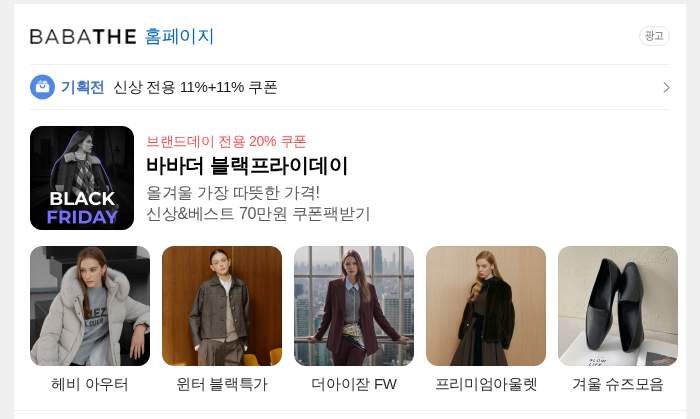 BABATHE 홈페이지
광고
기획전 신상 전용 11%+11% 쿠폰
BLACK
FRIDAY
브랜드데이 전용 20% 쿠폰
바바더 블랙프라이데이
올겨울 가장 따뜻한 가격!
신상&베스트 70만원 쿠폰팩받기
헤비 아우터
윈터 블랙특가
더아이잗 FW
프리미엄아울렛
겨울 슈즈모음